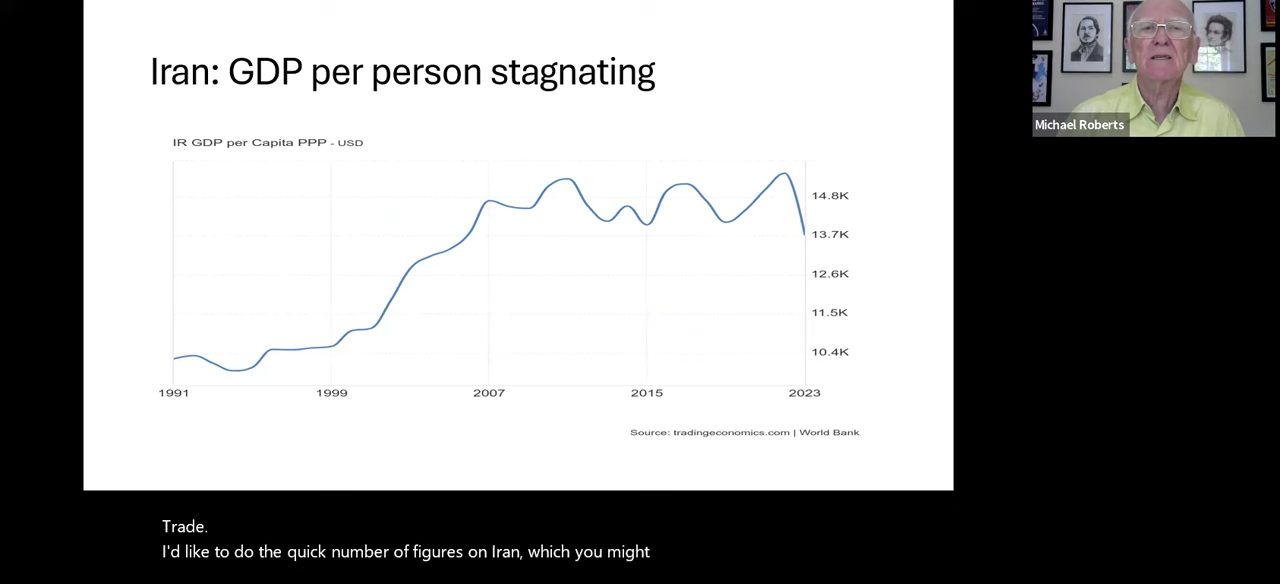 Iran: GDP per person stagnating
IR GDP per Capita PPP - USD
14.8K
13.7K
12.6K
11.5K
10.4K
1991 1999 2007 2015 2023
Source: tradingeconomics.com | World Bank
Michael Roberts
Trade.
I'd like to do the quick number of figures on Iran, which you might